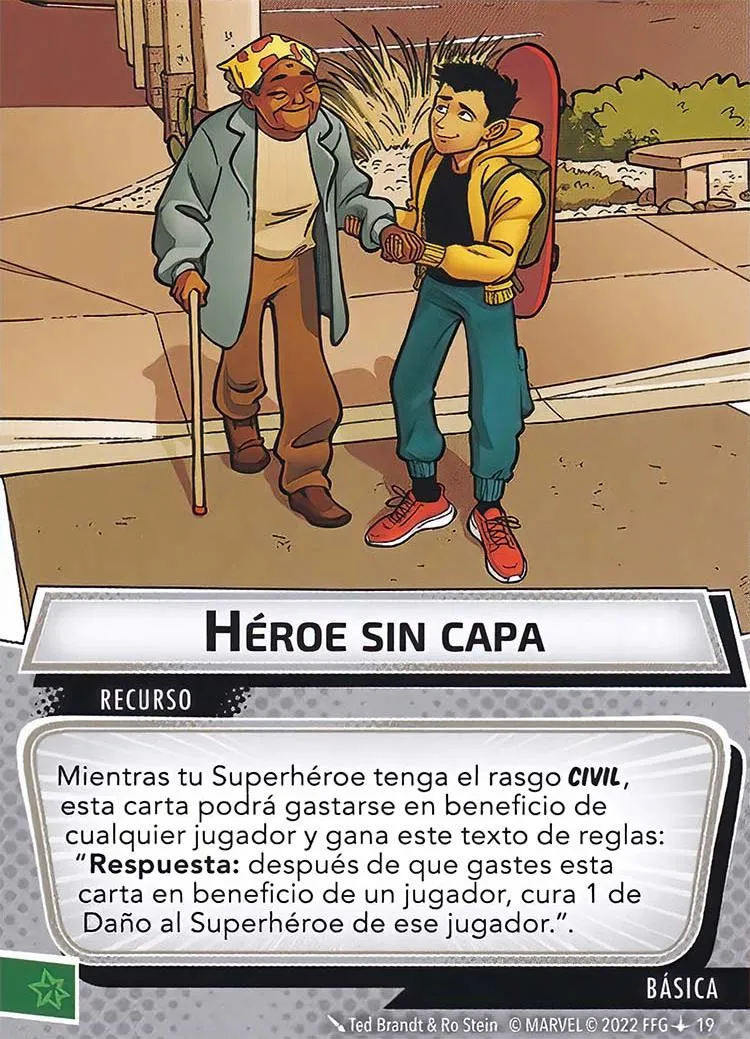 HÉROE SIN CAPA
RECURSO
Mientras tu Superhéroe tenga el rasgo CIVIL,
esta carta podrá gastarse en beneficio de
cualquier jugador y gana este texto de reglas:
“Respuesta: después de que gastes esta
carta en beneficio de un jugador, cura 1 de
Daño al Superhéroe de ese jugador.”.
BÁSICA
Ted Brandt & Ro Stein © MARVEL © 2022 FFG 19